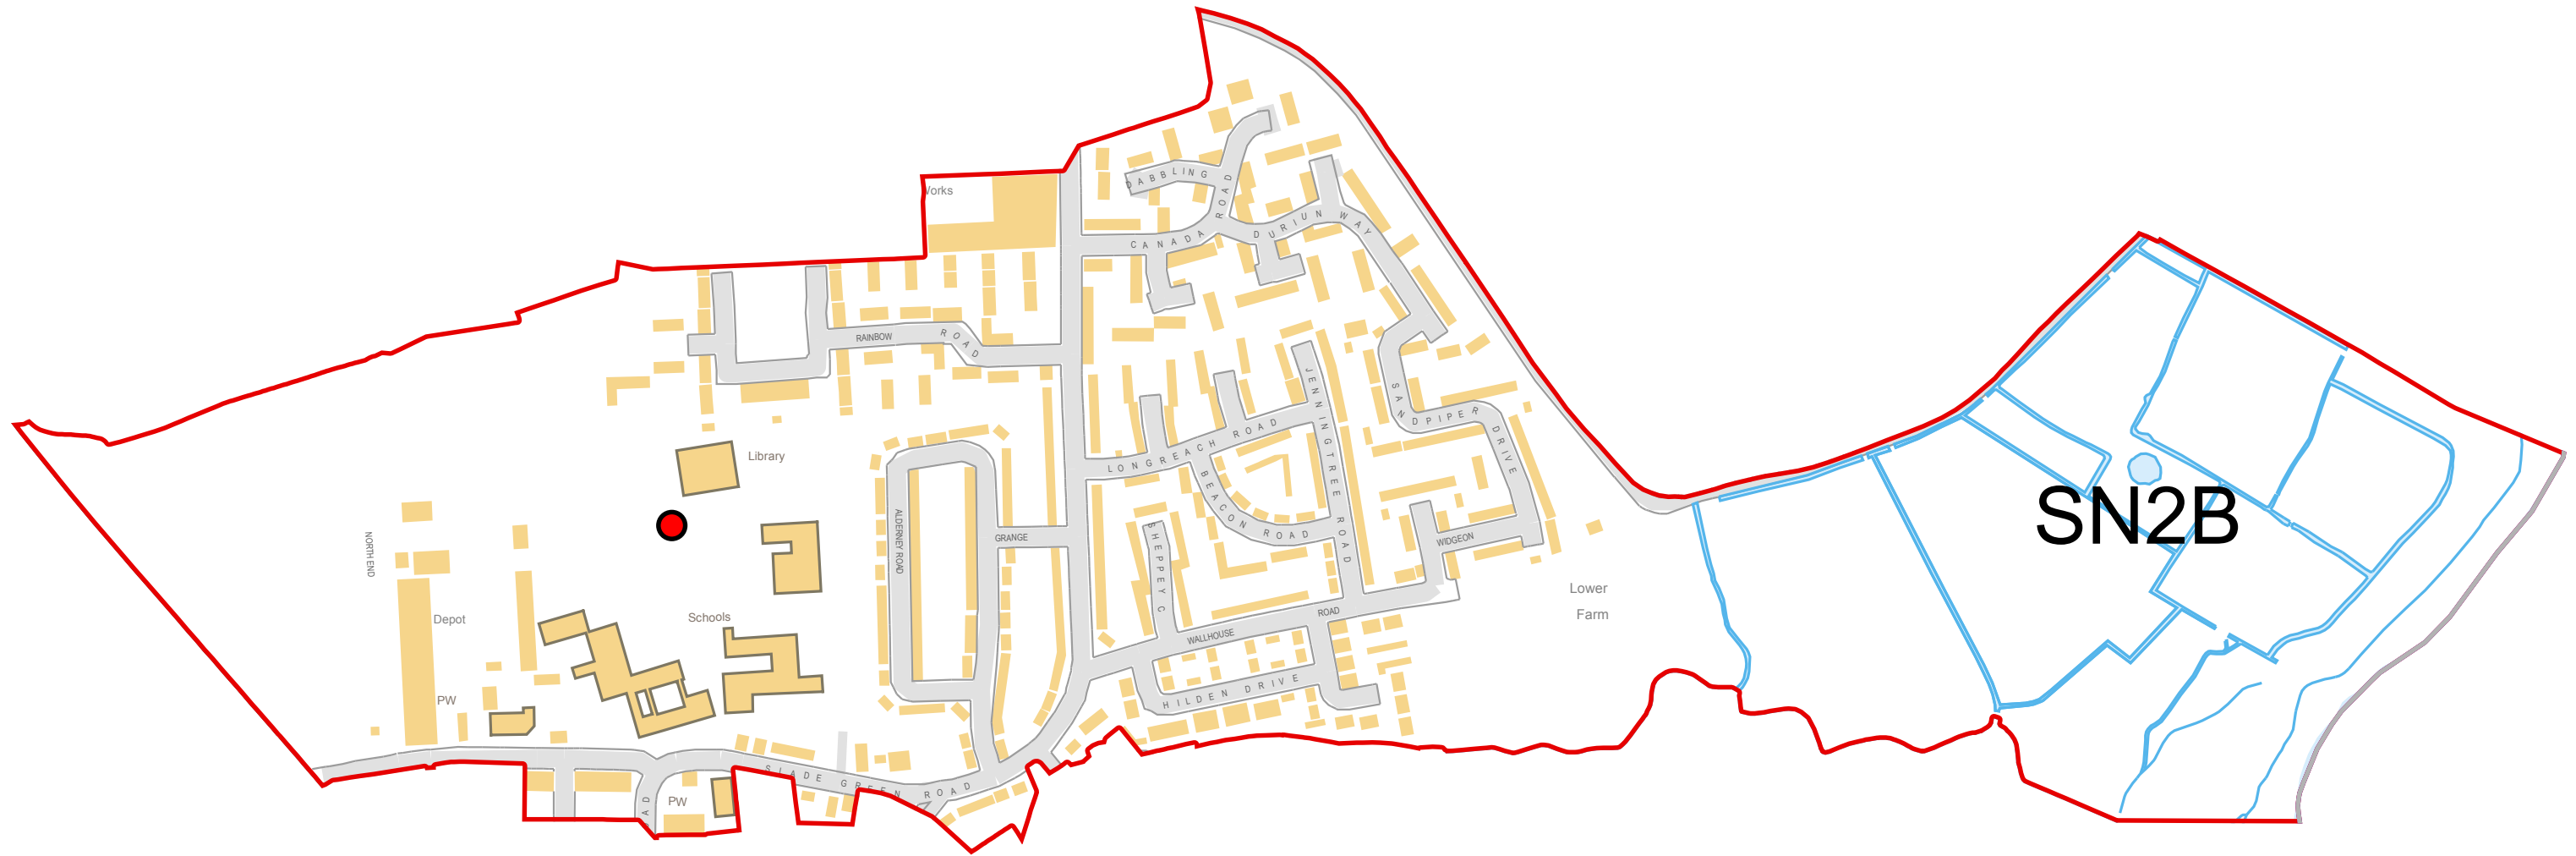 Works
DABBLING
CANADA ROAD
DURIUN WAY
RAINBOW ROAD
JENNINGTREE ROAD
SANDPIPER DRIVE
LONGREACH ROAD
BEACON ROAD
Library
SN2B
ALDERNEY ROAD
GRANGE
NORTH END
SHEPPEY C
WIDGEON
Lower
Farm
Depot
Schools
WALLHOUSE ROAD
HILDEN DRIVE
PW
SLADE GREEN ROAD
PW
AD